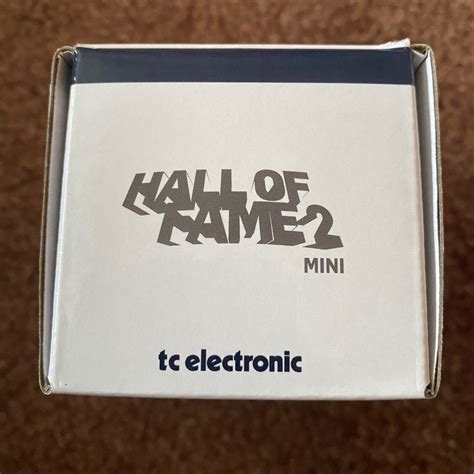 HALL OF
FAME 2
MINI
tc electronic